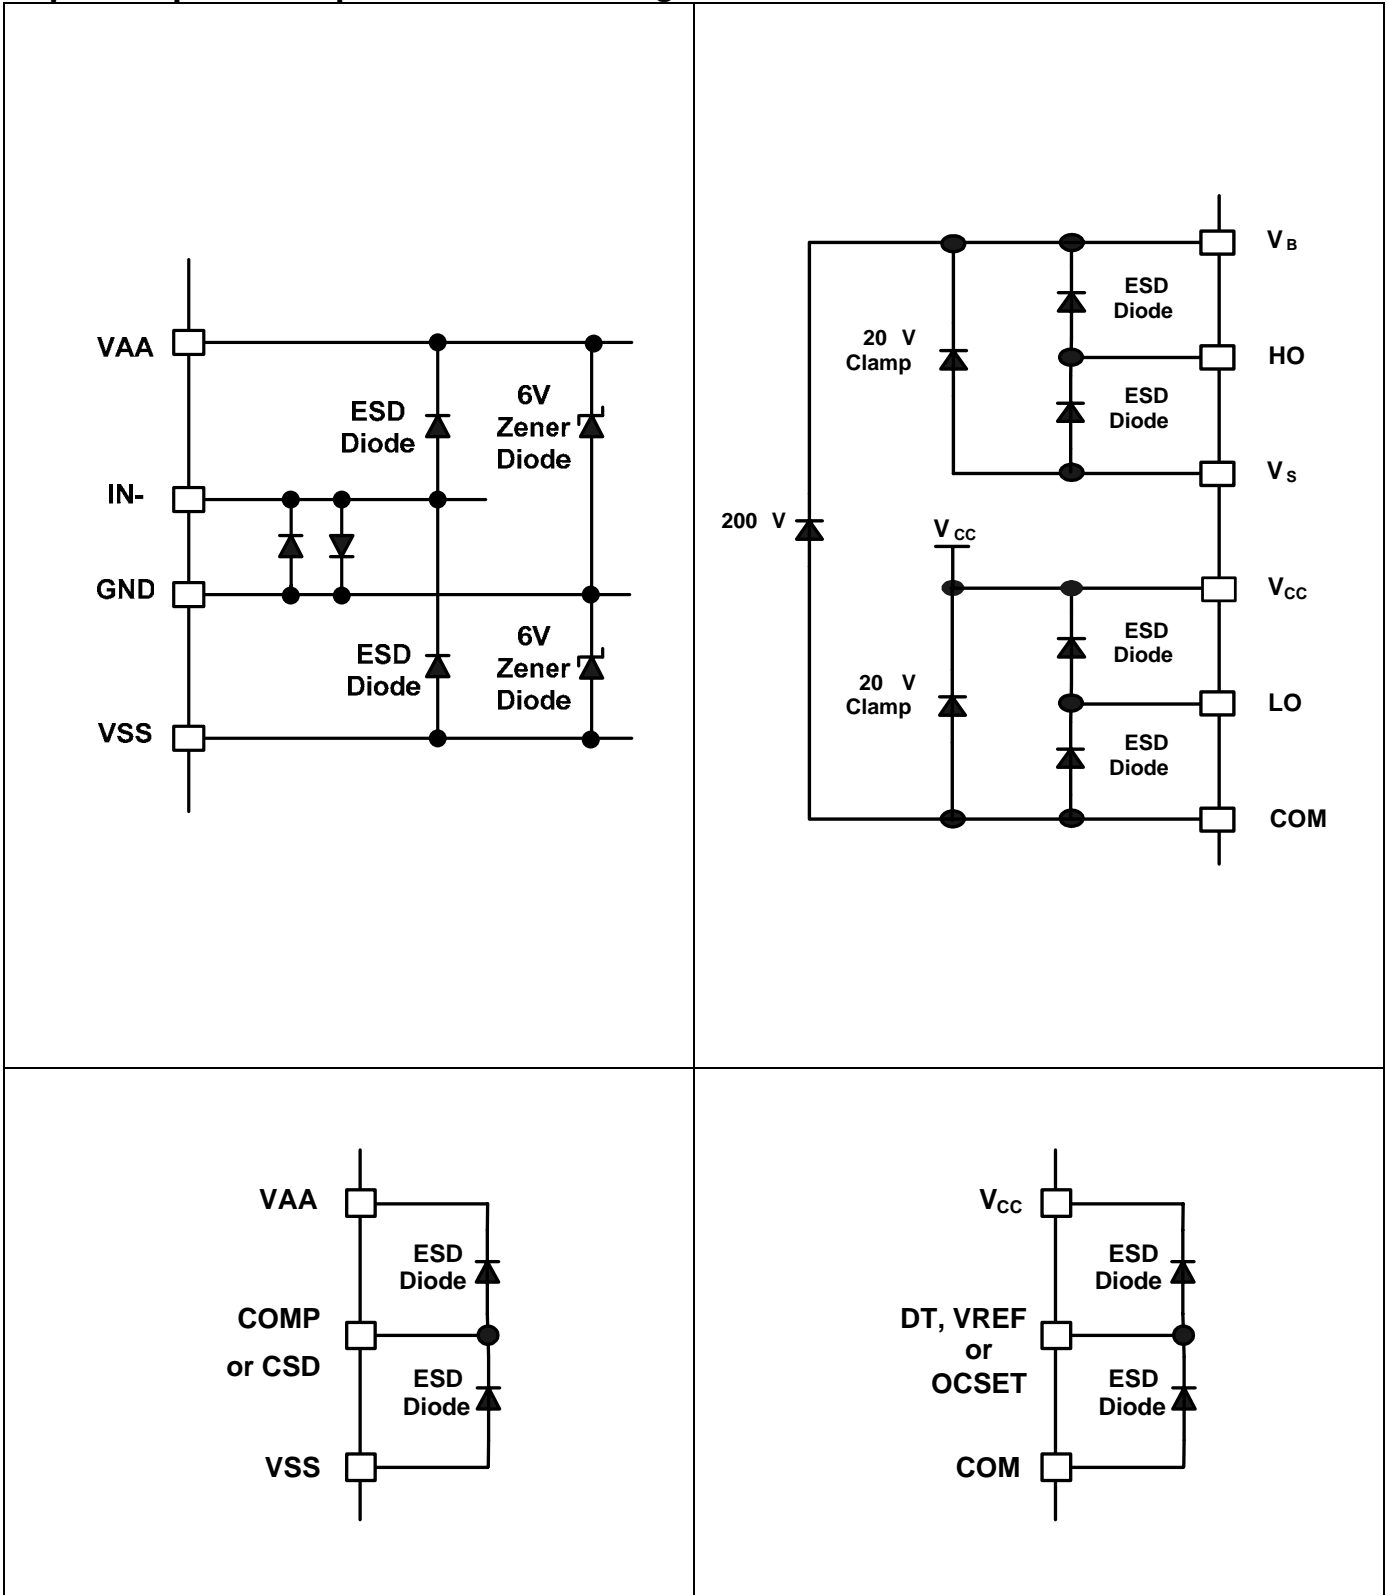 VAA
ESD
Diode
6V
Zener
Diode
IN-
GND
ESD
Diode
6V
Zener
Diode
VSS
VB
ESD
Diode
20 V
Clamp
HO
ESD
Diode
VS
200 V
VCC
VCC
ESD
Diode
20 V
Clamp
LO
ESD
Diode
COM
VAA
ESD
Diode
COMP
or CSD
ESD
Diode
VSS
VCC
ESD
Diode
DT, VREF
or
OCSET
ESD
Diode
COM